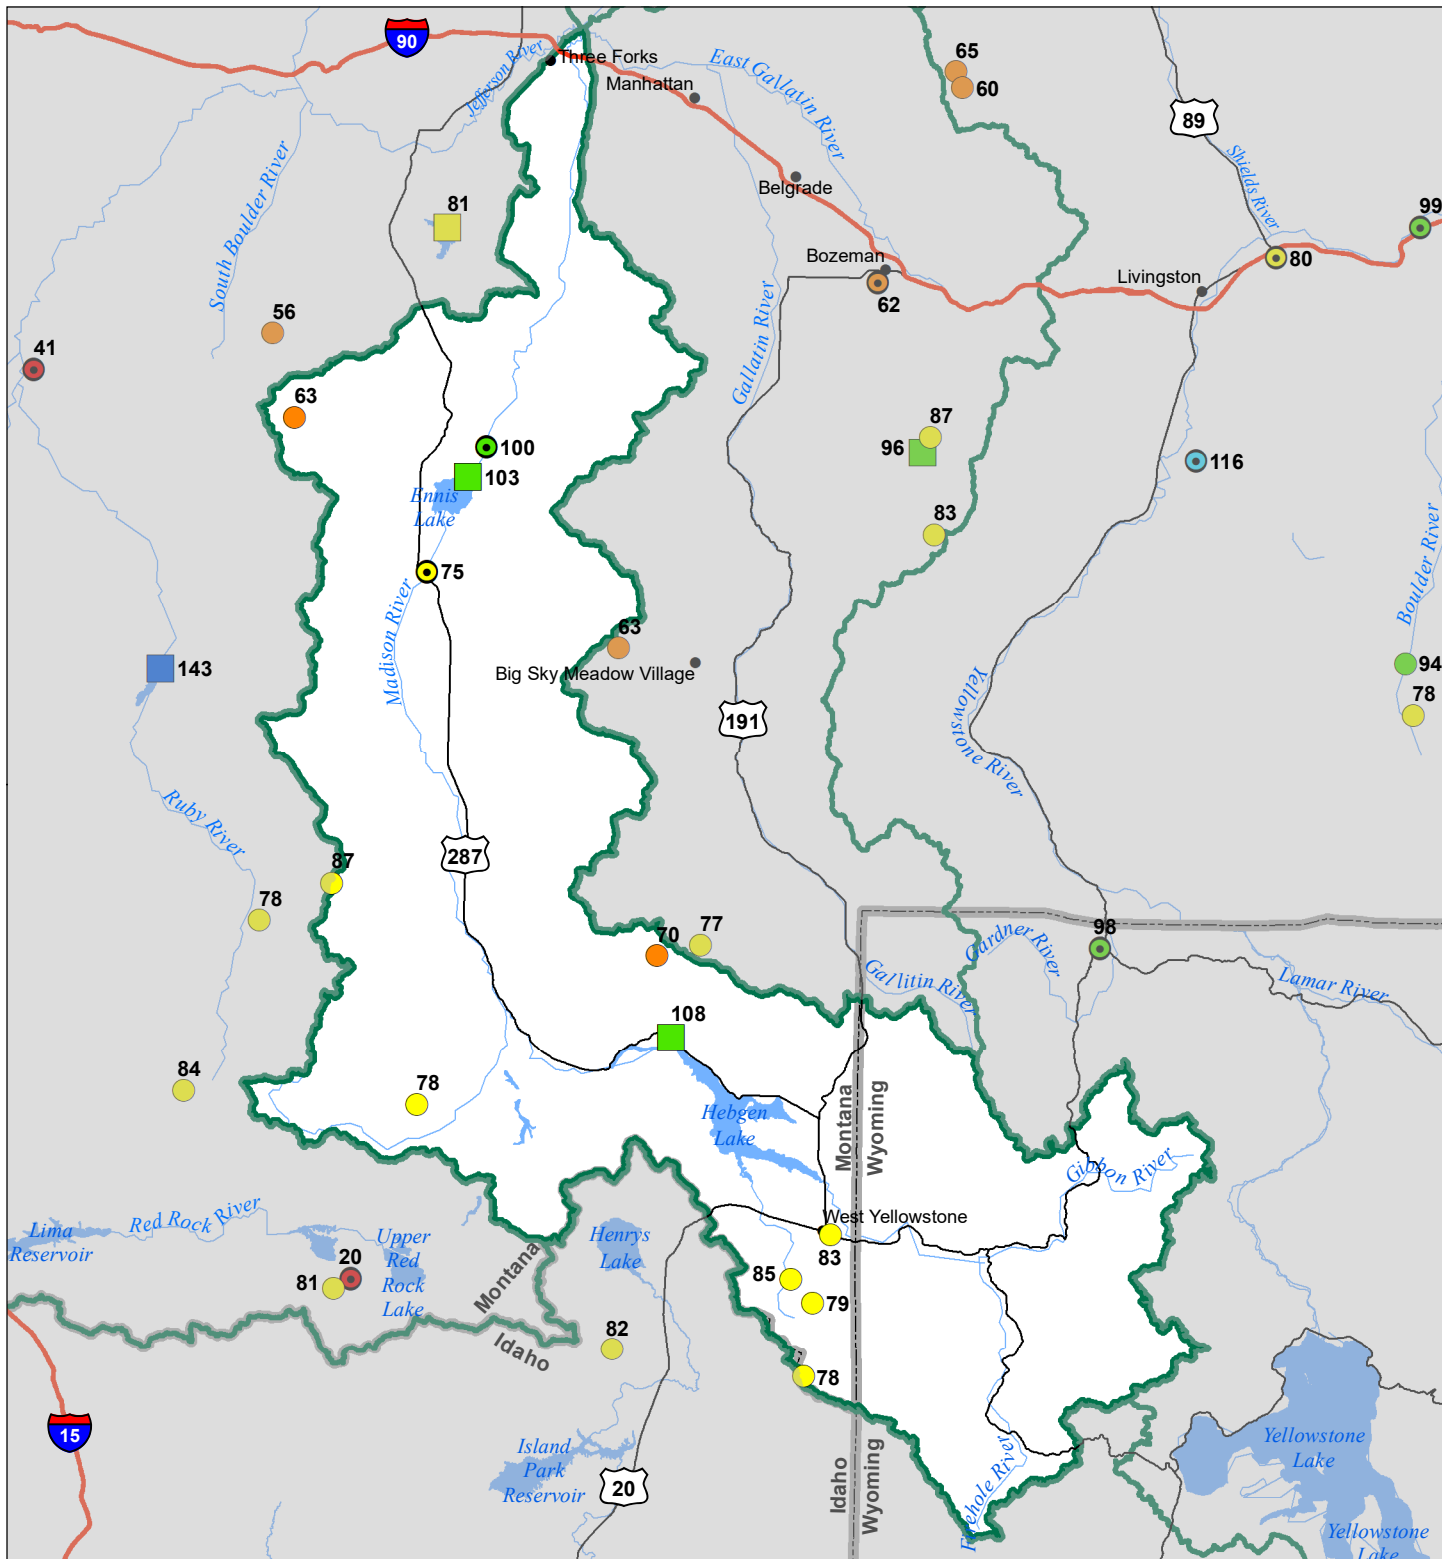 90
Three Forks
Jefferson River
Manhattan
East Gallatin River
65
60
89
Shields River
Belgrade
South Boulder River
81
99
Bozeman
62
80
Livingston
Gallatin River
56
41
63
87
96
100
103
Ennis
Lake
116
83
Boulder River
75
Madison River
63
Big Sky Meadow Village
143
94
78
191
Yellowstone River
Ruby River
287
87
78
70
77
98
Gardner River
Gallitin River
Lamar River
108
84
78
Hebgen
Lake
Montana
Wyoming
Gibbon River
West Yellowstone
83
Lima
Reservoir
Red Rock River
Upper
Red
Rock
Lake
20
81
Montana
Idaho
Henrys
Lake
85
79
82
78
15
Island
Park
Reservoir
20
Idaho
Wyoming
Firehole River
Yellowstone
Lake
Yellowstone
Lake